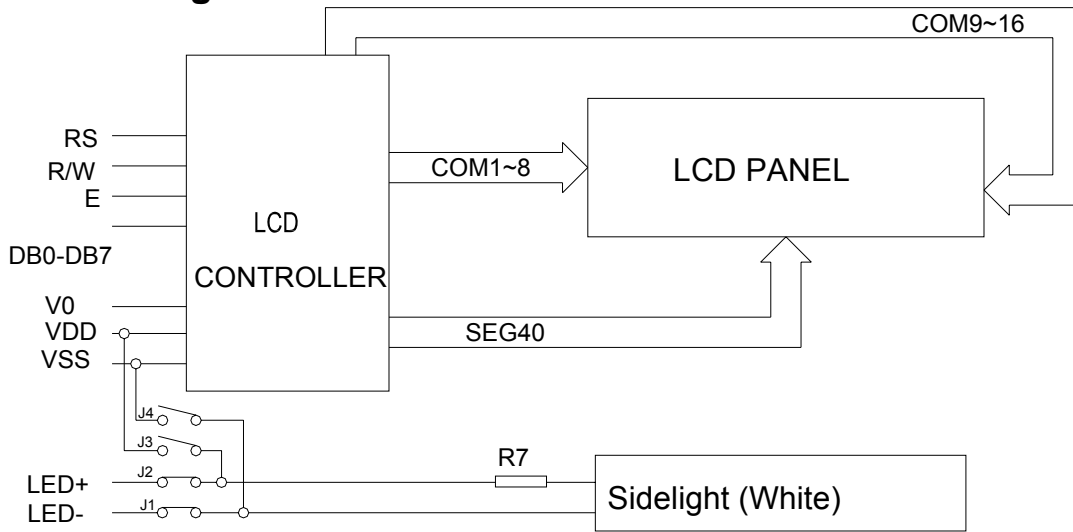 COM9~16
RS
R/W
E
DB0-DB7
V0
VDD
VSS
LCD
CONTROLLER
COM1~8
LCD PANEL
SEG40
J4
J3
J2
J1
LED+
LED-
R7
Sidelight (White)